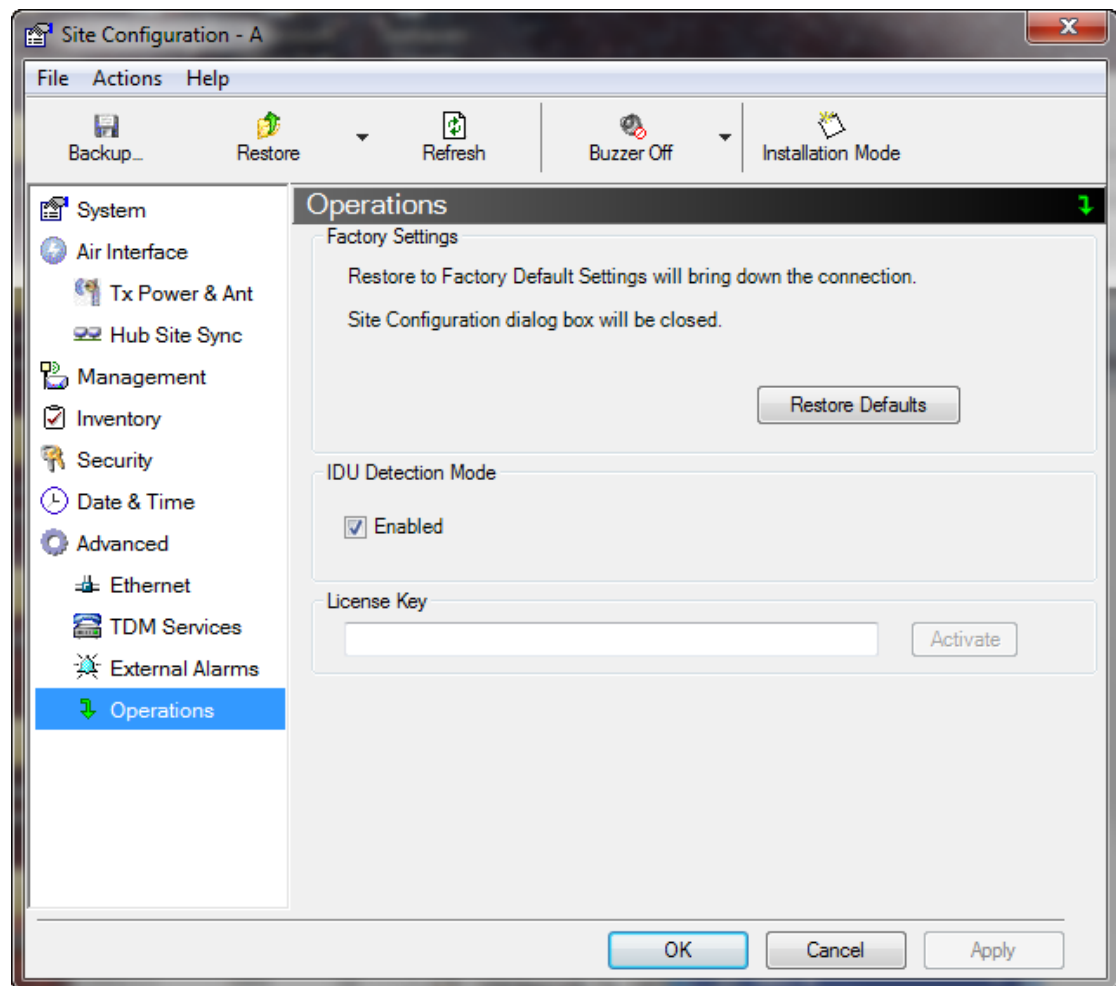 Site Configuration - A
File Actions Help
Backup... Restore Refresh Buzzer Off Installation Mode
System
Air Interface
Tx Power & Ant
Hub Site Sync
Management
Inventory
Security
Date & Time
Advanced
Ethernet
TDM Services
External Alarms
Operations
Operations
Factory Settings
Restore to Factory Default Settings will bring down the connection.
Site Configuration dialog box will be closed.
Restore Defaults
IDU Detection Mode
Enabled
License Key
Activate
OK Cancel Apply